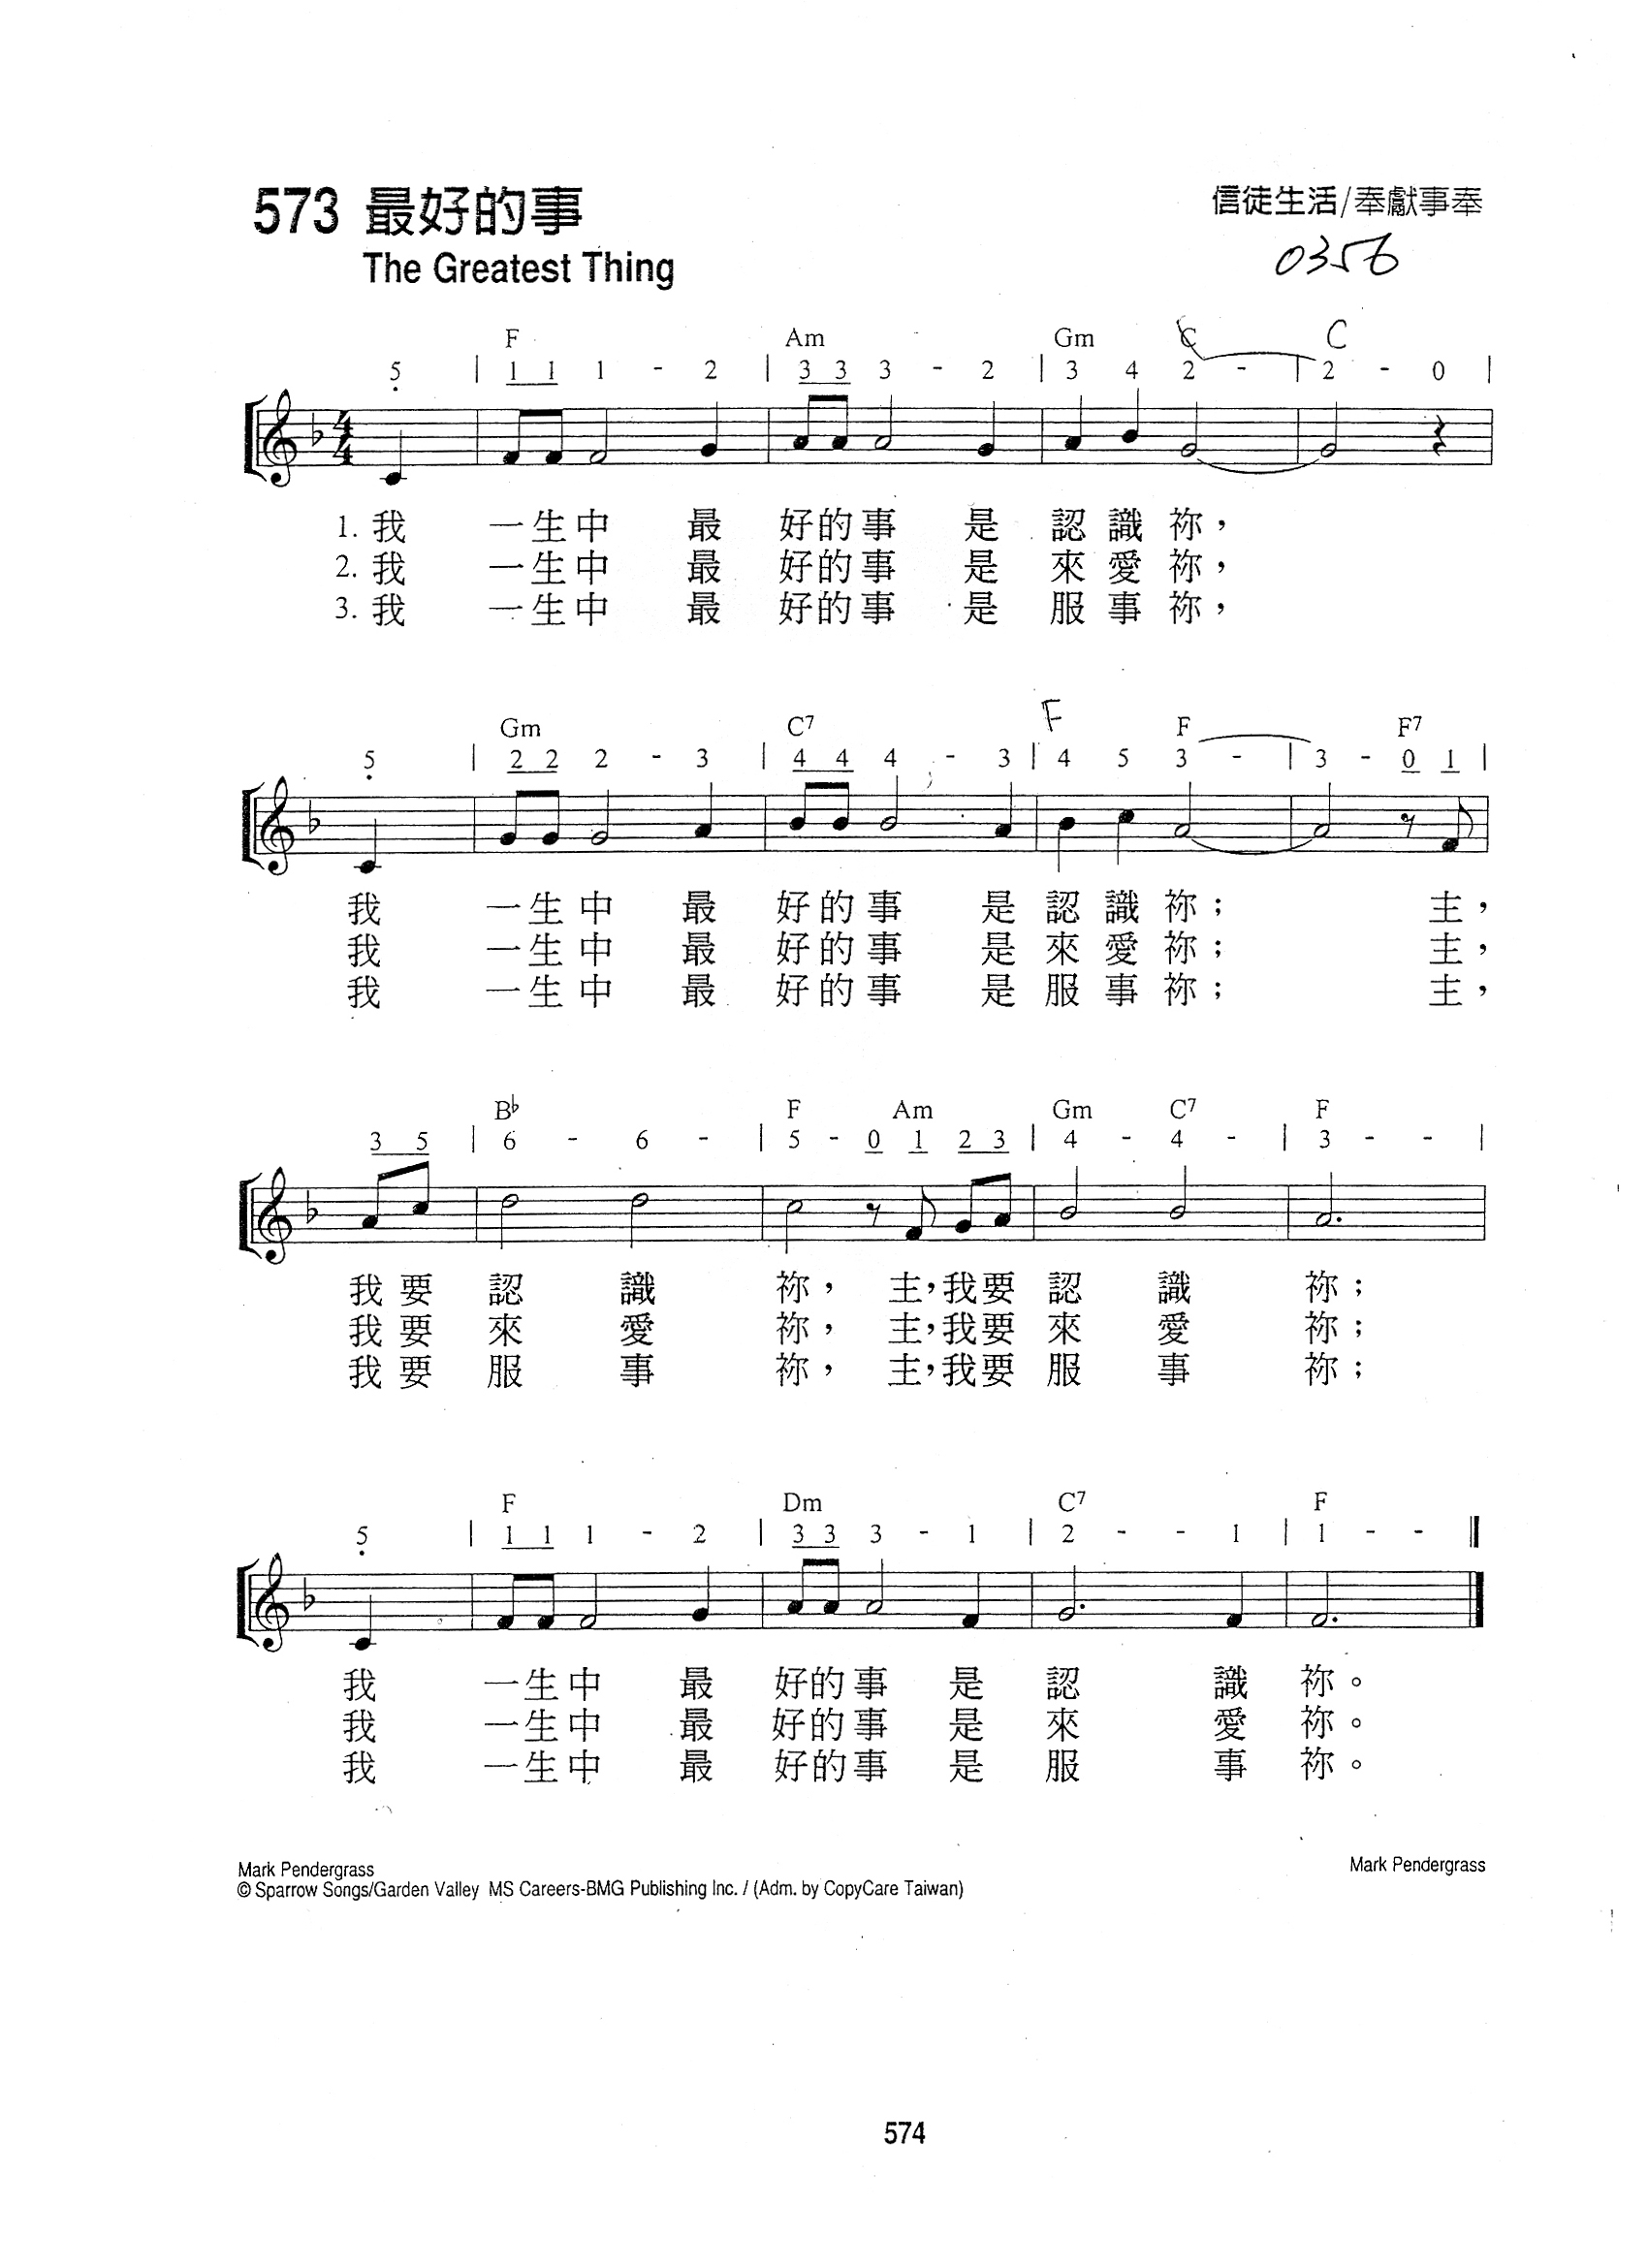 573 最好的事
信徒生活/奉獻事奉
The Greatest Thing
0356
F Am Gm C C
5 | 1 1 1 - 2 | 3 3 3 - 2 | 3 4 2 - | 2 - 0 |
4
4
1. 我 一生中 最 好的事 是 認識祢，
2. 我 一生中 最 好的事 是 來愛祢，
3. 我 一生中 最 好的事 是 服事祢，
Gm C7 F F F7
5 | 2 2 2 - 3 | 4 4 4 - 3 | 4 5 3 - | 3 - 0 1 |
我 一生中 最 好的事 是認識祢； 主，
我 一生中 最 好的事 是來愛祢； 主，
我 一生中 最 好的事 是服事祢； 主，
B♭ F Am Gm C7 F
3 5 | 6 - 6 - | 5 - 0 1 2 3 | 4 - 4 - | 3 - - |
我要 認 識 祢， 主，我要 認 識 祢；
我要 來 愛 祢， 主，我要 來 愛 祢；
我要 服 事 祢， 主，我要 服 事 祢；
F Dm C7 F
5 | 1 1 1 - 2 | 3 3 3 - 1 | 2 - - 1 | 1 - - ‖
我 一生中 最 好的事 是 認 識 祢。
我 一生中 最 好的事 是 來 愛 祢。
我 一生中 最 好的事 是 服 事 祢。
Mark Pendergrass
Mark Pendergrass
© Sparrow Songs/Garden Valley MS Careers-BMG Publishing Inc. / (Adm. by CopyCare Taiwan)
574